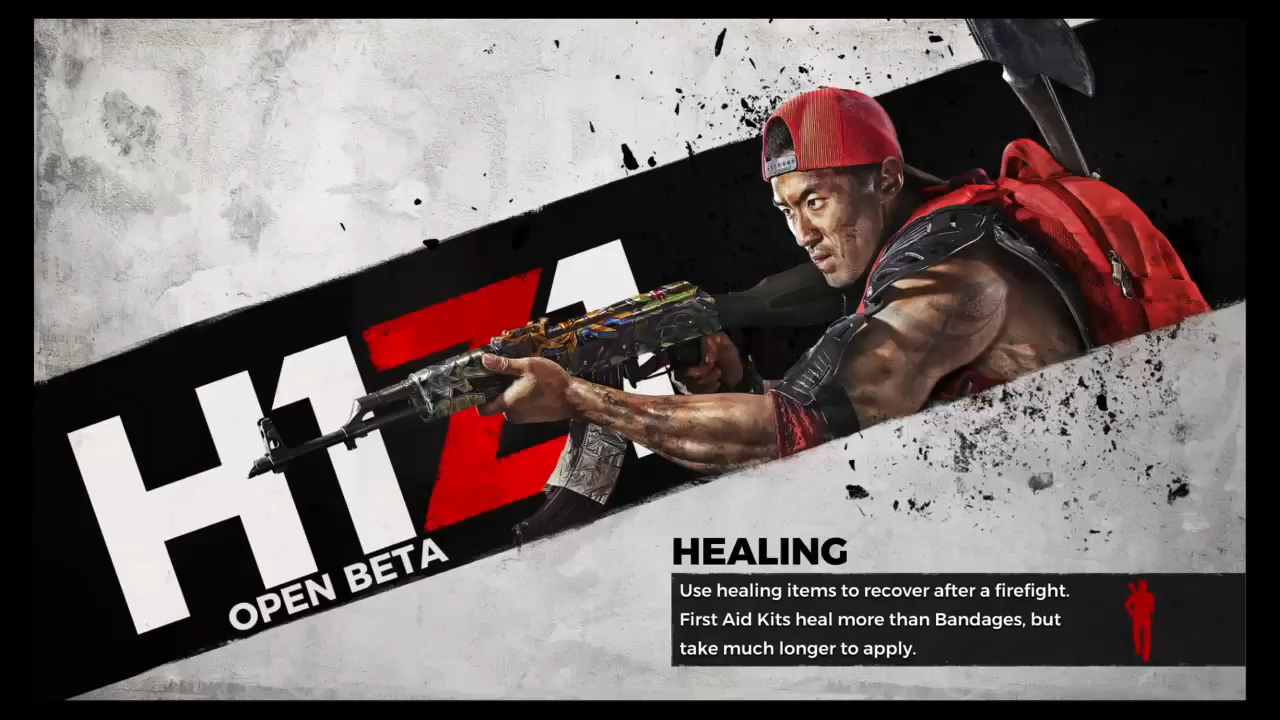 H1Z1
OPEN BETA
HEALING
Use healing items to recover after a firefight.
First Aid Kits heal more than Bandages, but
take much longer to apply.